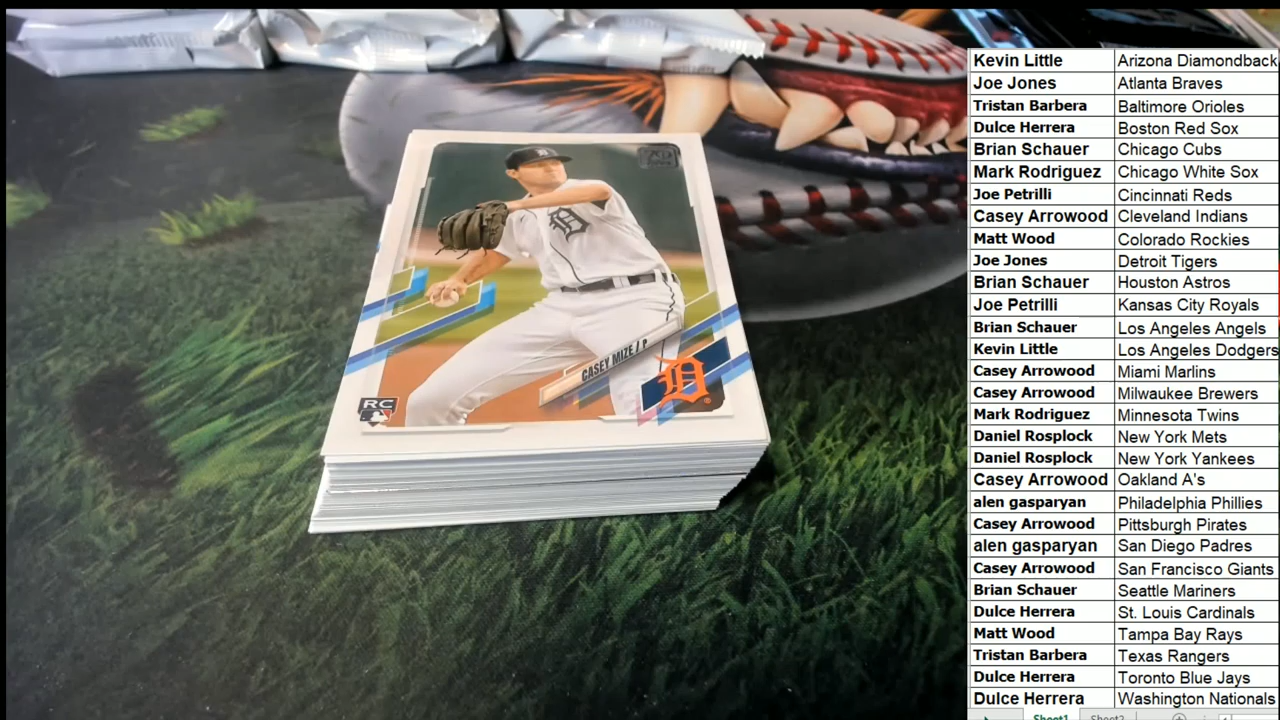 70
topps
D
D
CASEY MIZE / P
D
RC
Kevin Little Arizona Diamondback
Joe Jones Atlanta Braves
Tristan Barbera Baltimore Orioles
Dulce Herrera Boston Red Sox
Brian Schauer Chicago Cubs
Mark Rodriguez Chicago White Sox
Joe Petrilli Cincinnati Reds
Casey Arrowood Cleveland Indians
Matt Wood Colorado Rockies
Joe Jones Detroit Tigers
Brian Schauer Houston Astros
Joe Petrilli Kansas City Royals
Brian Schauer Los Angeles Angels
Kevin Little Los Angeles Dodgers
Casey Arrowood Miami Marlins
Casey Arrowood Milwaukee Brewers
Mark Rodriguez Minnesota Twins
Daniel Rosplock New York Mets
Daniel Rosplock New York Yankees
Casey Arrowood Oakland A's
alen gasparyan Philadelphia Phillies
Casey Arrowood Pittsburgh Pirates
alen gasparyan San Diego Padres
Casey Arrowood San Francisco Giants
Brian Schauer Seattle Mariners
Dulce Herrera St. Louis Cardinals
Matt Wood Tampa Bay Rays
Tristan Barbera Texas Rangers
Dulce Herrera Toronto Blue Jays
Dulce Herrera Washington Nationals
Sheet1 Sheet2